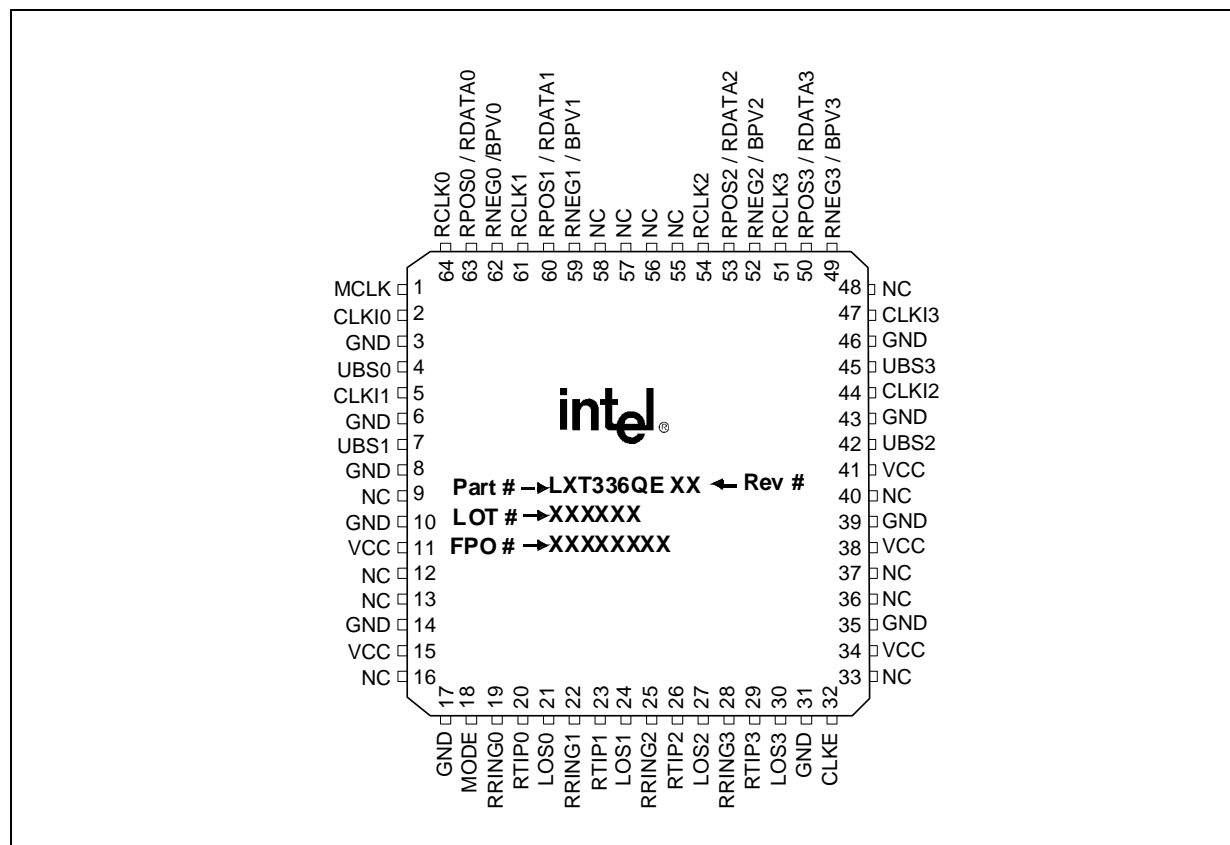 RCLK0
RPOS0 / RDATA0
RNEG0 /BPV0
RCLK1
RPOS1 / RDATA1
RNEG1 / BPV1
NC
NC
NC
NC
RCLK2
RPOS2 / RDATA2
RNEG2 / BPV2
RCLK3
RPOS3 / RDATA3
RNEG3 / BPV3
64
63
62
61
60
59
58
57
56
55
54
53
52
51
50
49
MCLK 1
CLKI0 2
GND 3
UBS0 4
CLKI1 5
GND 6
UBS1 7
GND 8
NC 9
GND 10
VCC 11
NC 12
NC 13
GND 14
VCC 15
NC 16
intel®
Part # LXT336QE XX Rev #
LOT # XXXXXX
FPO # XXXXXXXX
48 NC
47 CLKI3
46 GND
45 UBS3
44 CLKI2
43 GND
42 UBS2
41 VCC
40 NC
39 GND
38 VCC
37 NC
36 NC
35 GND
34 VCC
33 NC
17
18
19
20
21
22
23
24
25
26
27
28
29
30
31
32
GND
MODE
RRING0
RTIP0
LOS0
RRING1
RTIP1
LOS1
RRING2
RTIP2
LOS2
RRING3
RTIP3
LOS3
GND
CLKE